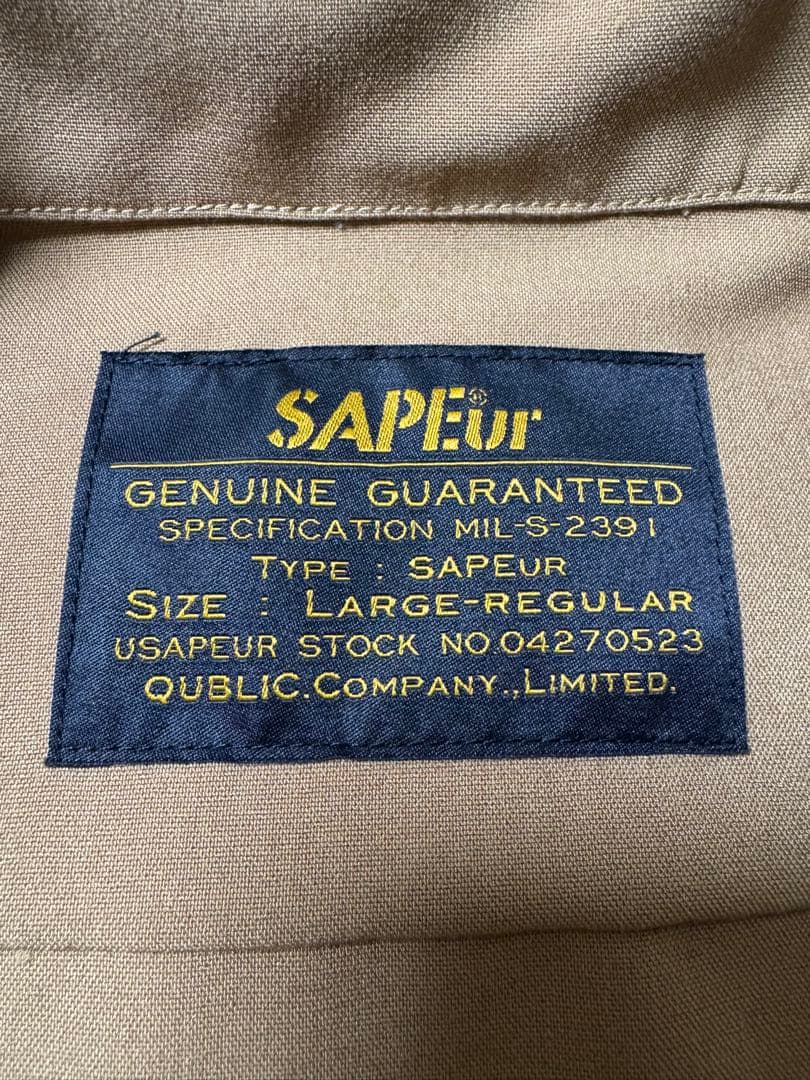 SAPEur®
GENUINE GUARANTEED
SPECIFICATION MIL-S-2391
TYPE : SAPEUR
SIZE : LARGE-REGULAR
USAPEUR STOCK NO.04270523
QUBLIC.COMPANY.,LIMITED.